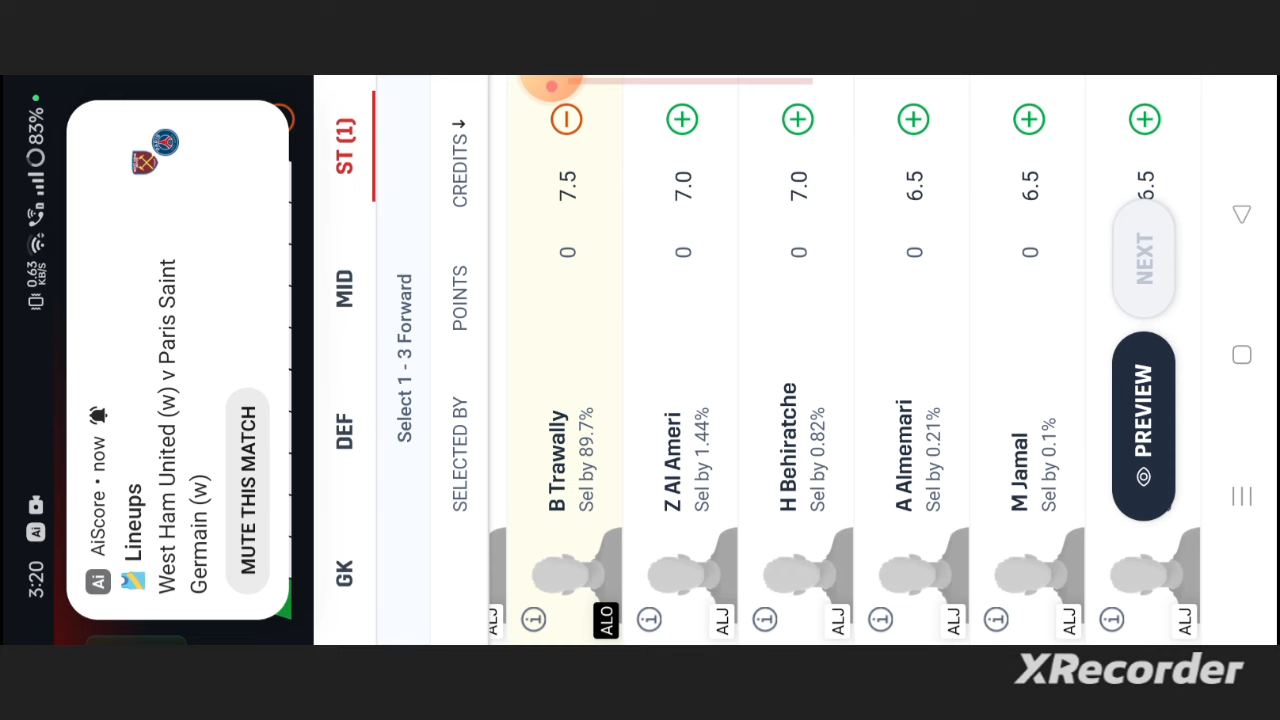 3:20
Ai
0.63
KB/S
83%
Ai AiScore • now
Lineups
West Ham United (w) v Paris Saint
Germain (w)
MUTE THIS MATCH
GK DEF MID ST (1)
Select 1 - 3 Forward
SELECTED BY POINTS CREDITS ↓
ALJ
B Trawally 0 7.5
Sel by 89.7%
ALO
Z Al Ameri 0 7.0
Sel by 1.44%
ALJ
H Behiratche 0 7.0
Sel by 0.82%
ALJ
A Almemari 0 6.5
Sel by 0.21%
ALJ
M Jamal 0 6.5
Sel by 0.1%
ALJ
PREVIEW NEXT 6.5
ALJ
XRecorder